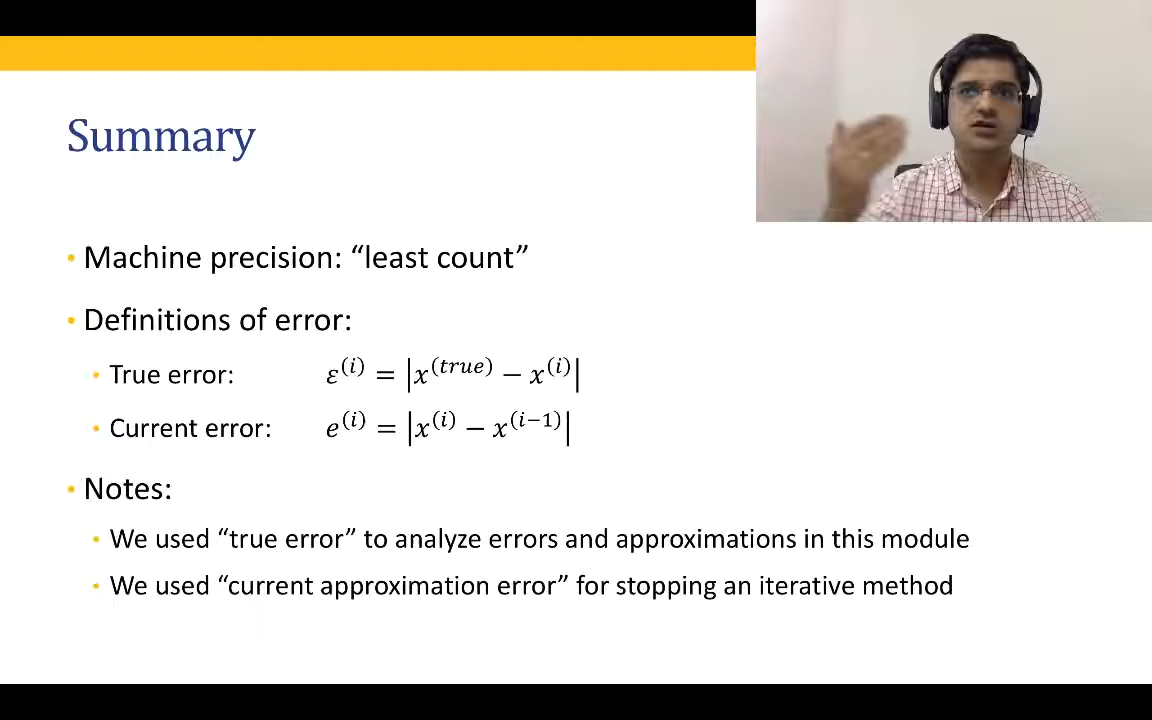 Summary
• Machine precision: “least count”
• Definitions of error:
• True error: ε^(i) = |x^(true) − x^(i)|
• Current error: e^(i) = |x^(i) − x^(i−1)|
• Notes:
• We used “true error” to analyze errors and approximations in this module
• We used “current approximation error” for stopping an iterative method